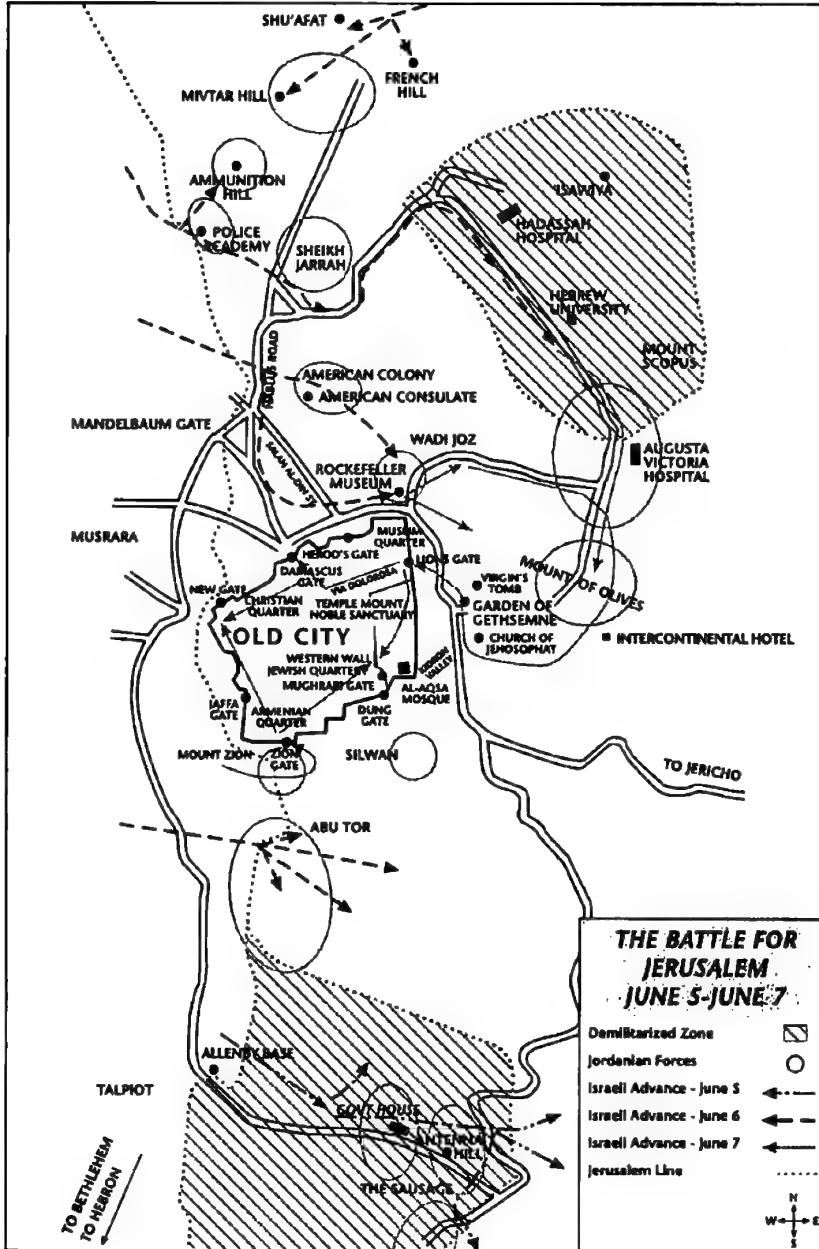 SHU'AFAT
FRENCH
HILL
MIVTAR HILL
AMMUNITION
HILL
POLICE
ACADEMY
SHEIKH
JARRAH
'ISAWIYA
HADASSAH
HOSPITAL
HEBREW
UNIVERSITY
MOUNT
SCOPUS
NABLUS ROAD
AMERICAN COLONY
AMERICAN CONSULATE
MANDELBAUM GATE
SALAH AL-DIN ST.
WADI JOZ
ROCKEFELLER
MUSEUM
AUGUSTA
VICTORIA
HOSPITAL
MUSRARA
MUSLIM
QUARTER
HEROD'S GATE
DAMASCUS
GATE
LIONS GATE
VIA DOLOROSA
NEW GATE
CHRISTIAN
QUARTER
TEMPLE MOUNT
NOBLE SANCTUARY
VIRGIN'S
TOMB
GARDEN OF
GETHSEMNE
MOUNT OF OLIVES
OLD CITY
CHURCH OF
JEHOSOPHAT
INTERCONTINENTAL HOTEL
WESTERN WALL
JEWISH QUARTER
MUGHRABI GATE
KIDRON
VALLEY
AL-AQSA
MOSQUE
JAFFA
GATE
ARMENIAN
QUARTER
DUNG
GATE
MOUNT ZION
ZION
GATE
SILWAN
TO JERICHO
ABU TOR
ALLENBY BASE
TALPIOT
GOVT HOUSE
ANTENNA
HILL
THE SAUSAGE
TO BETHLEHEM
TO HEBRON
THE BATTLE FOR
JERUSALEM
JUNE 5-JUNE 7
Demilitarized Zone
Jordanian Forces
Israeli Advance - June 5
Israeli Advance - June 6
Israeli Advance - June 7
Jerusalem Line
N
W E
S